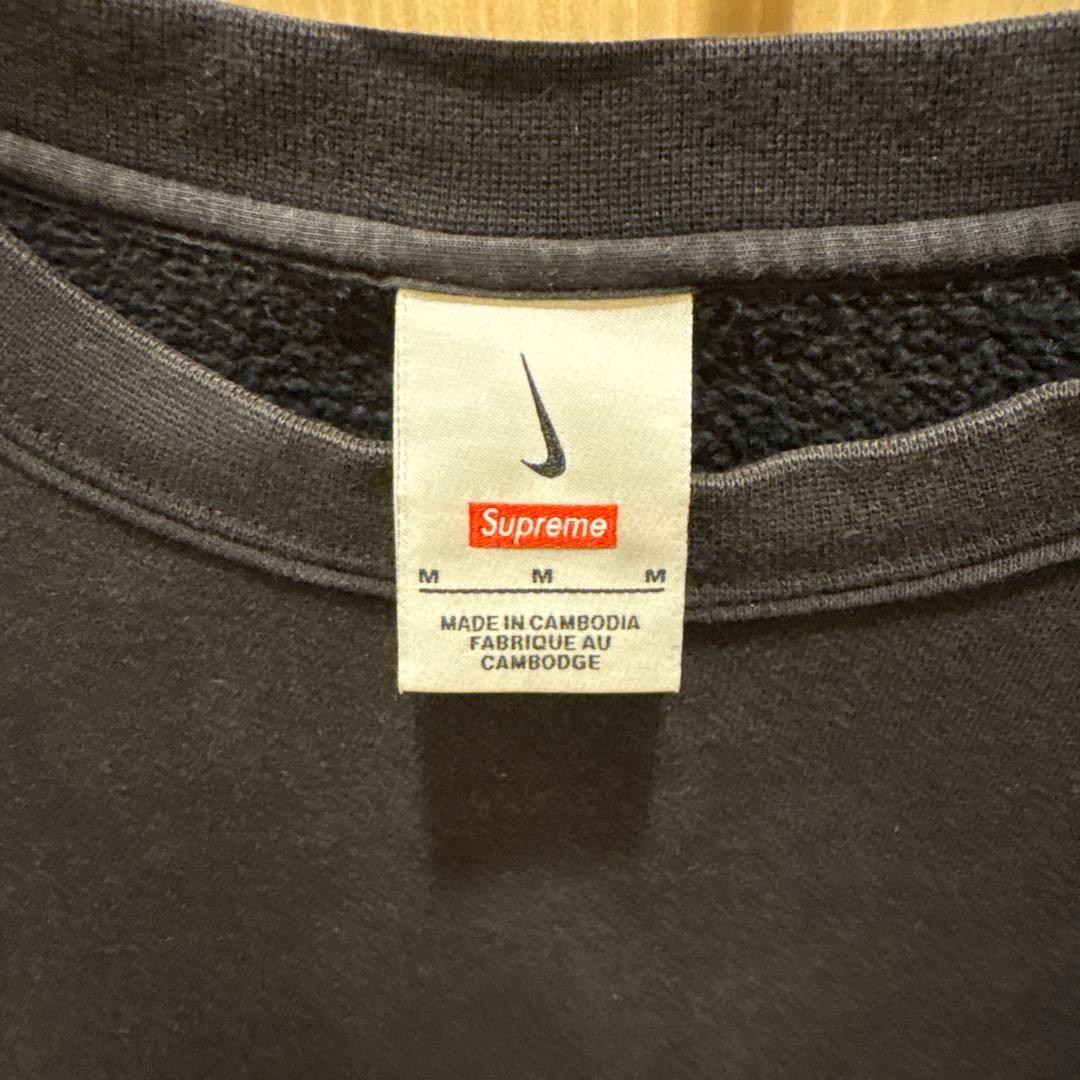 Supreme
M M M
MADE IN CAMBODIA
FABRIQUE AU
CAMBODGE